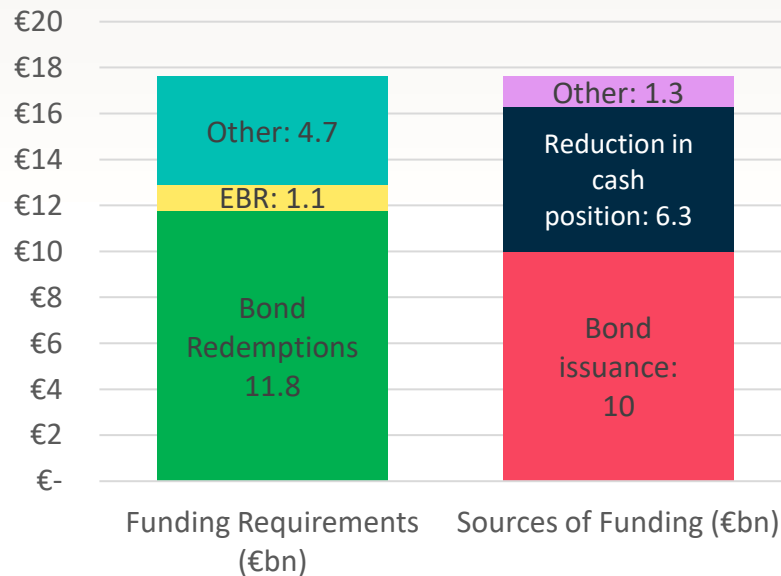 €20
€18
€16
€14
€12
€10
€8
€6
€4
€2
€-
Other: 4.7
EBR: 1.1
Bond
Redemptions
11.8
Other: 1.3
Reduction in
cash
position: 6.3
Bond
issuance:
10
Funding Requirements
(€bn)
Sources of Funding (€bn)